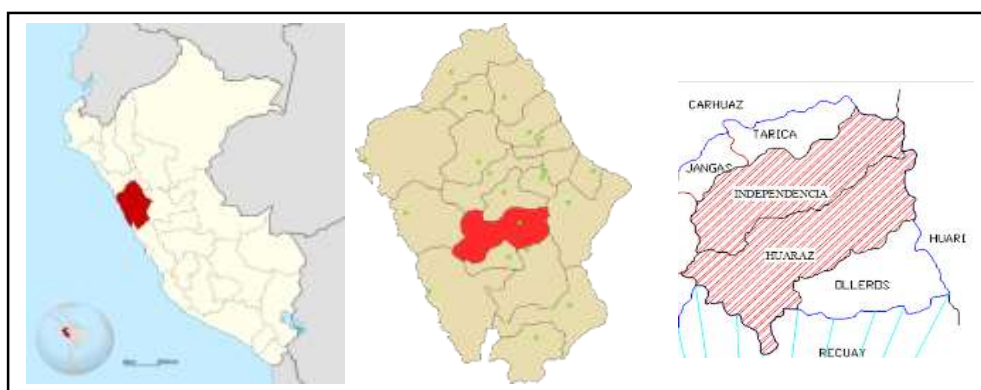 CARHUAZ
TARICA
JANGAS
INDEPENDENCIA
HUARI
HUARAZ
OLLEROS
RECUAY